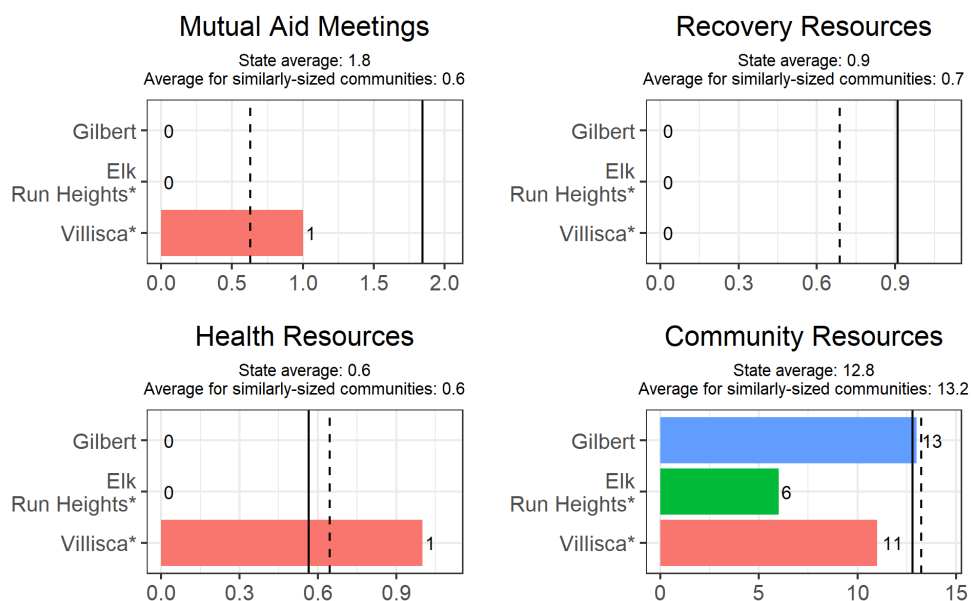 Mutual Aid Meetings
State average: 1.8
Average for similarly-sized communities: 0.6
Gilbert
0
Elk
Run Heights*
0
Villisca*
1
0.0 0.5 1.0 1.5 2.0
Recovery Resources
State average: 0.9
Average for similarly-sized communities: 0.7
Gilbert
0
Elk
Run Heights*
0
Villisca*
0
0.0 0.3 0.6 0.9
Health Resources
State average: 0.6
Average for similarly-sized communities: 0.6
Gilbert
0
Elk
Run Heights*
0
Villisca*
1
0.0 0.3 0.6 0.9
Community Resources
State average: 12.8
Average for similarly-sized communities: 13.2
Gilbert
13
Elk
Run Heights*
6
Villisca*
11
0 5 10 15